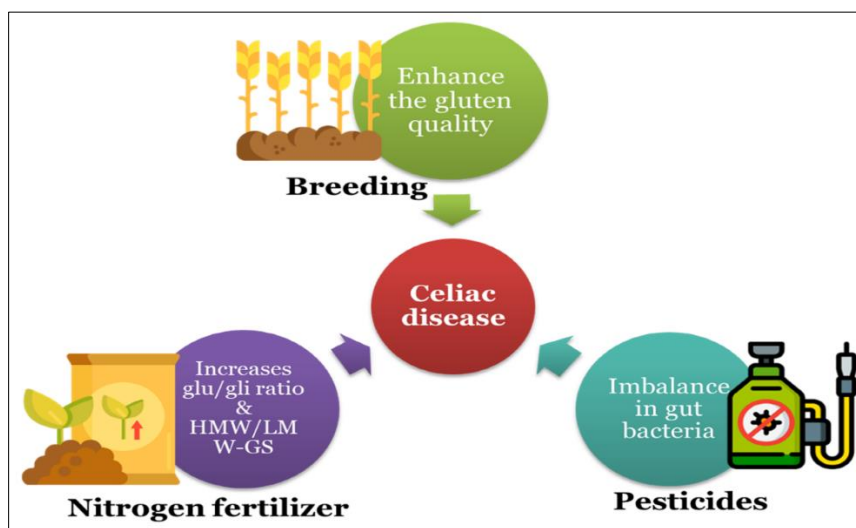 Enhance
the gluten
quality
Breeding
Celiac
disease
Increases
glu/gli ratio
&
HMW/LM
W-GS
Nitrogen fertilizer
Imbalance
in gut
bacteria
Pesticides